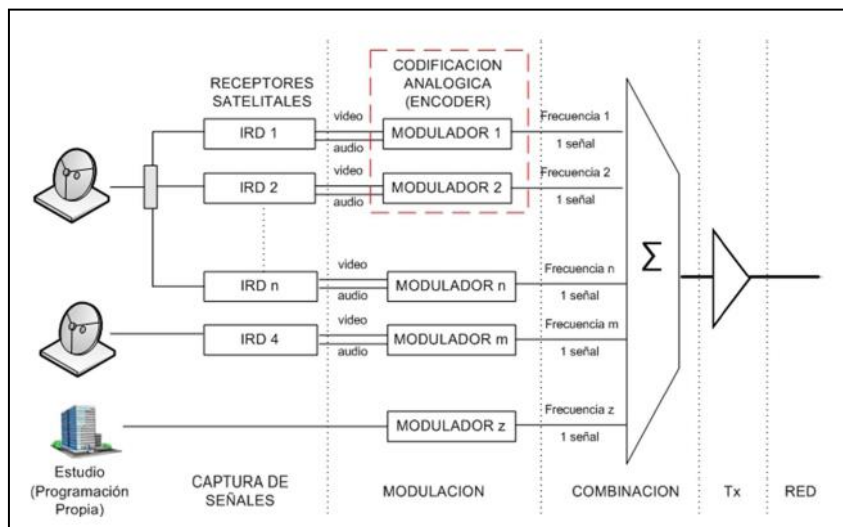 CODIFICACION
ANALOGICA
(ENCODER)
RECEPTORES
SATELITALES
video
Frecuencia 1
IRD 1
MODULADOR 1
audio
1 señal
video
Frecuencia 2
IRD 2
MODULADOR 2
audio
1 señal
video
Frecuencia n
IRD n
MODULADOR n
audio
1 señal
Σ
video
Frecuencia m
IRD 4
MODULADOR m
audio
1 señal
Frecuencia z
MODULADOR z
1 señal
Estudio
(Programación
Propia)
CAPTURA DE
SEÑALES
MODULACION
COMBINACION
Tx
RED